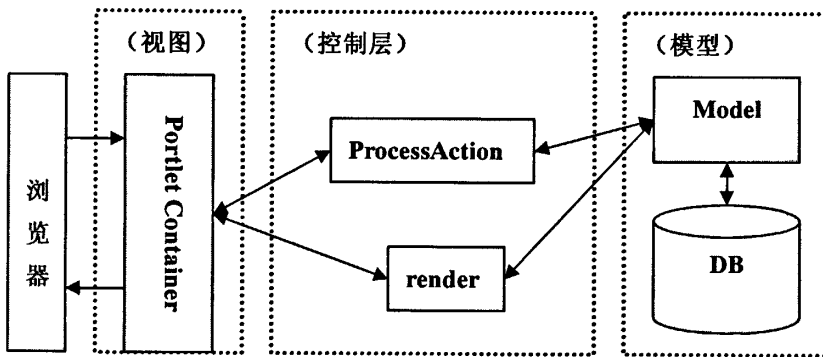 （视图）
（控制层）
（模型）
浏览器
Portlet Container
ProcessAction
render
Model
DB